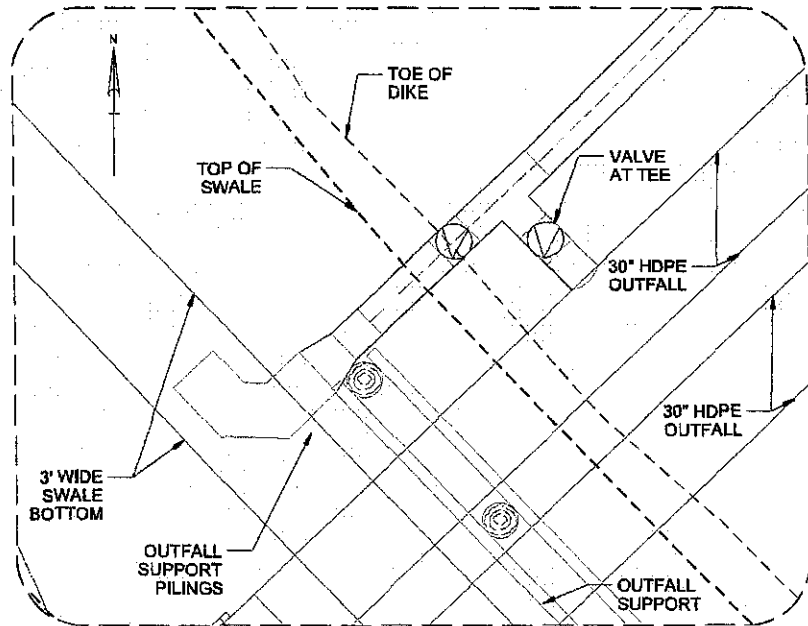 N
TOE OF
DIKE
TOP OF
SWALE
VALVE
AT TEE
30" HDPE
OUTFALL
30" HDPE
OUTFALL
3' WIDE
SWALE
BOTTOM
OUTFALL
SUPPORT
PILINGS
OUTFALL
SUPPORT